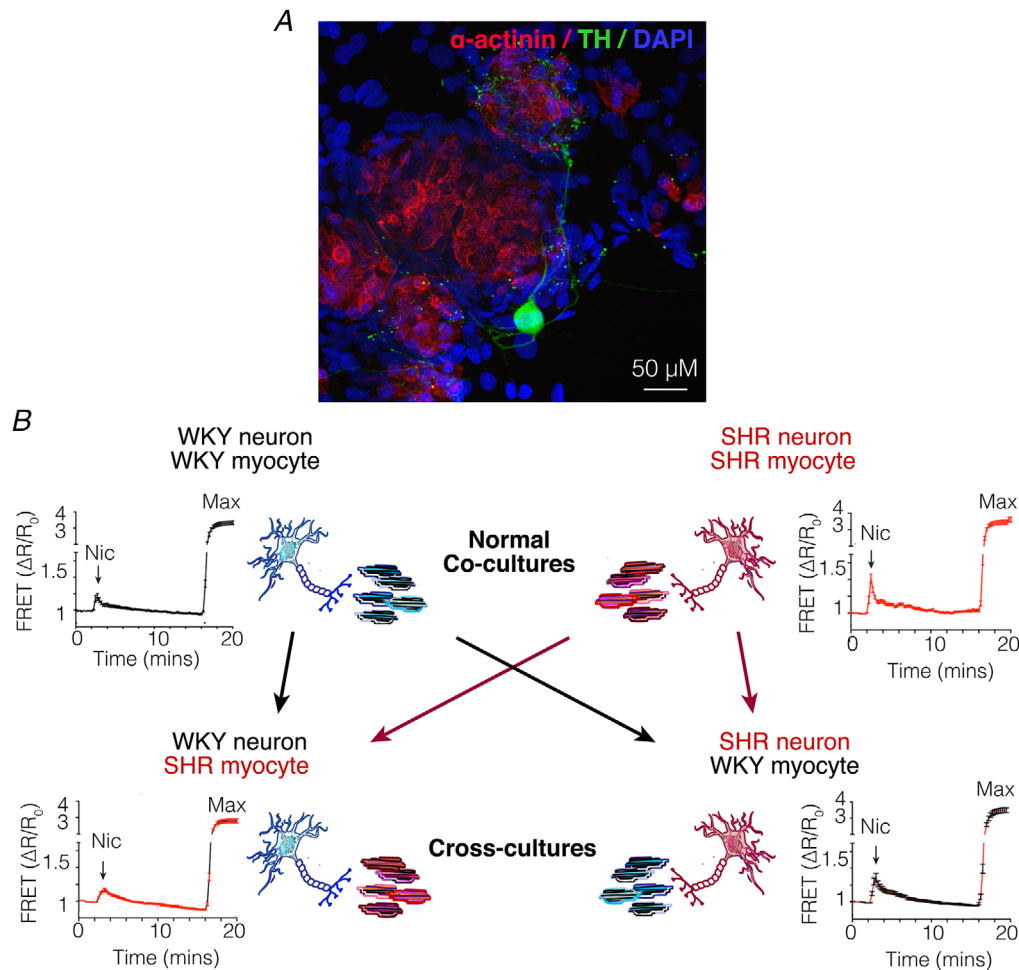 A
α-actinin / TH / DAPI
50 µM
B
WKY neuron
WKY myocyte
SHR neuron
SHR myocyte
FRET (ΔR/R0)
4
3
1.5
1
Nic
Max
0
10
20
Time (mins)
Normal
Co-cultures
FRET (ΔR/R0)
4
3
1.5
1
Nic
Max
0
10
20
Time (mins)
WKY neuron
SHR myocyte
SHR neuron
WKY myocyte
FRET (ΔR/R0)
4
3
1.5
1
Nic
Max
0
10
20
Time (mins)
Cross-cultures
FRET (ΔR/R0)
4
3
1.5
1
Nic
Max
0
10
20
Time (mins)